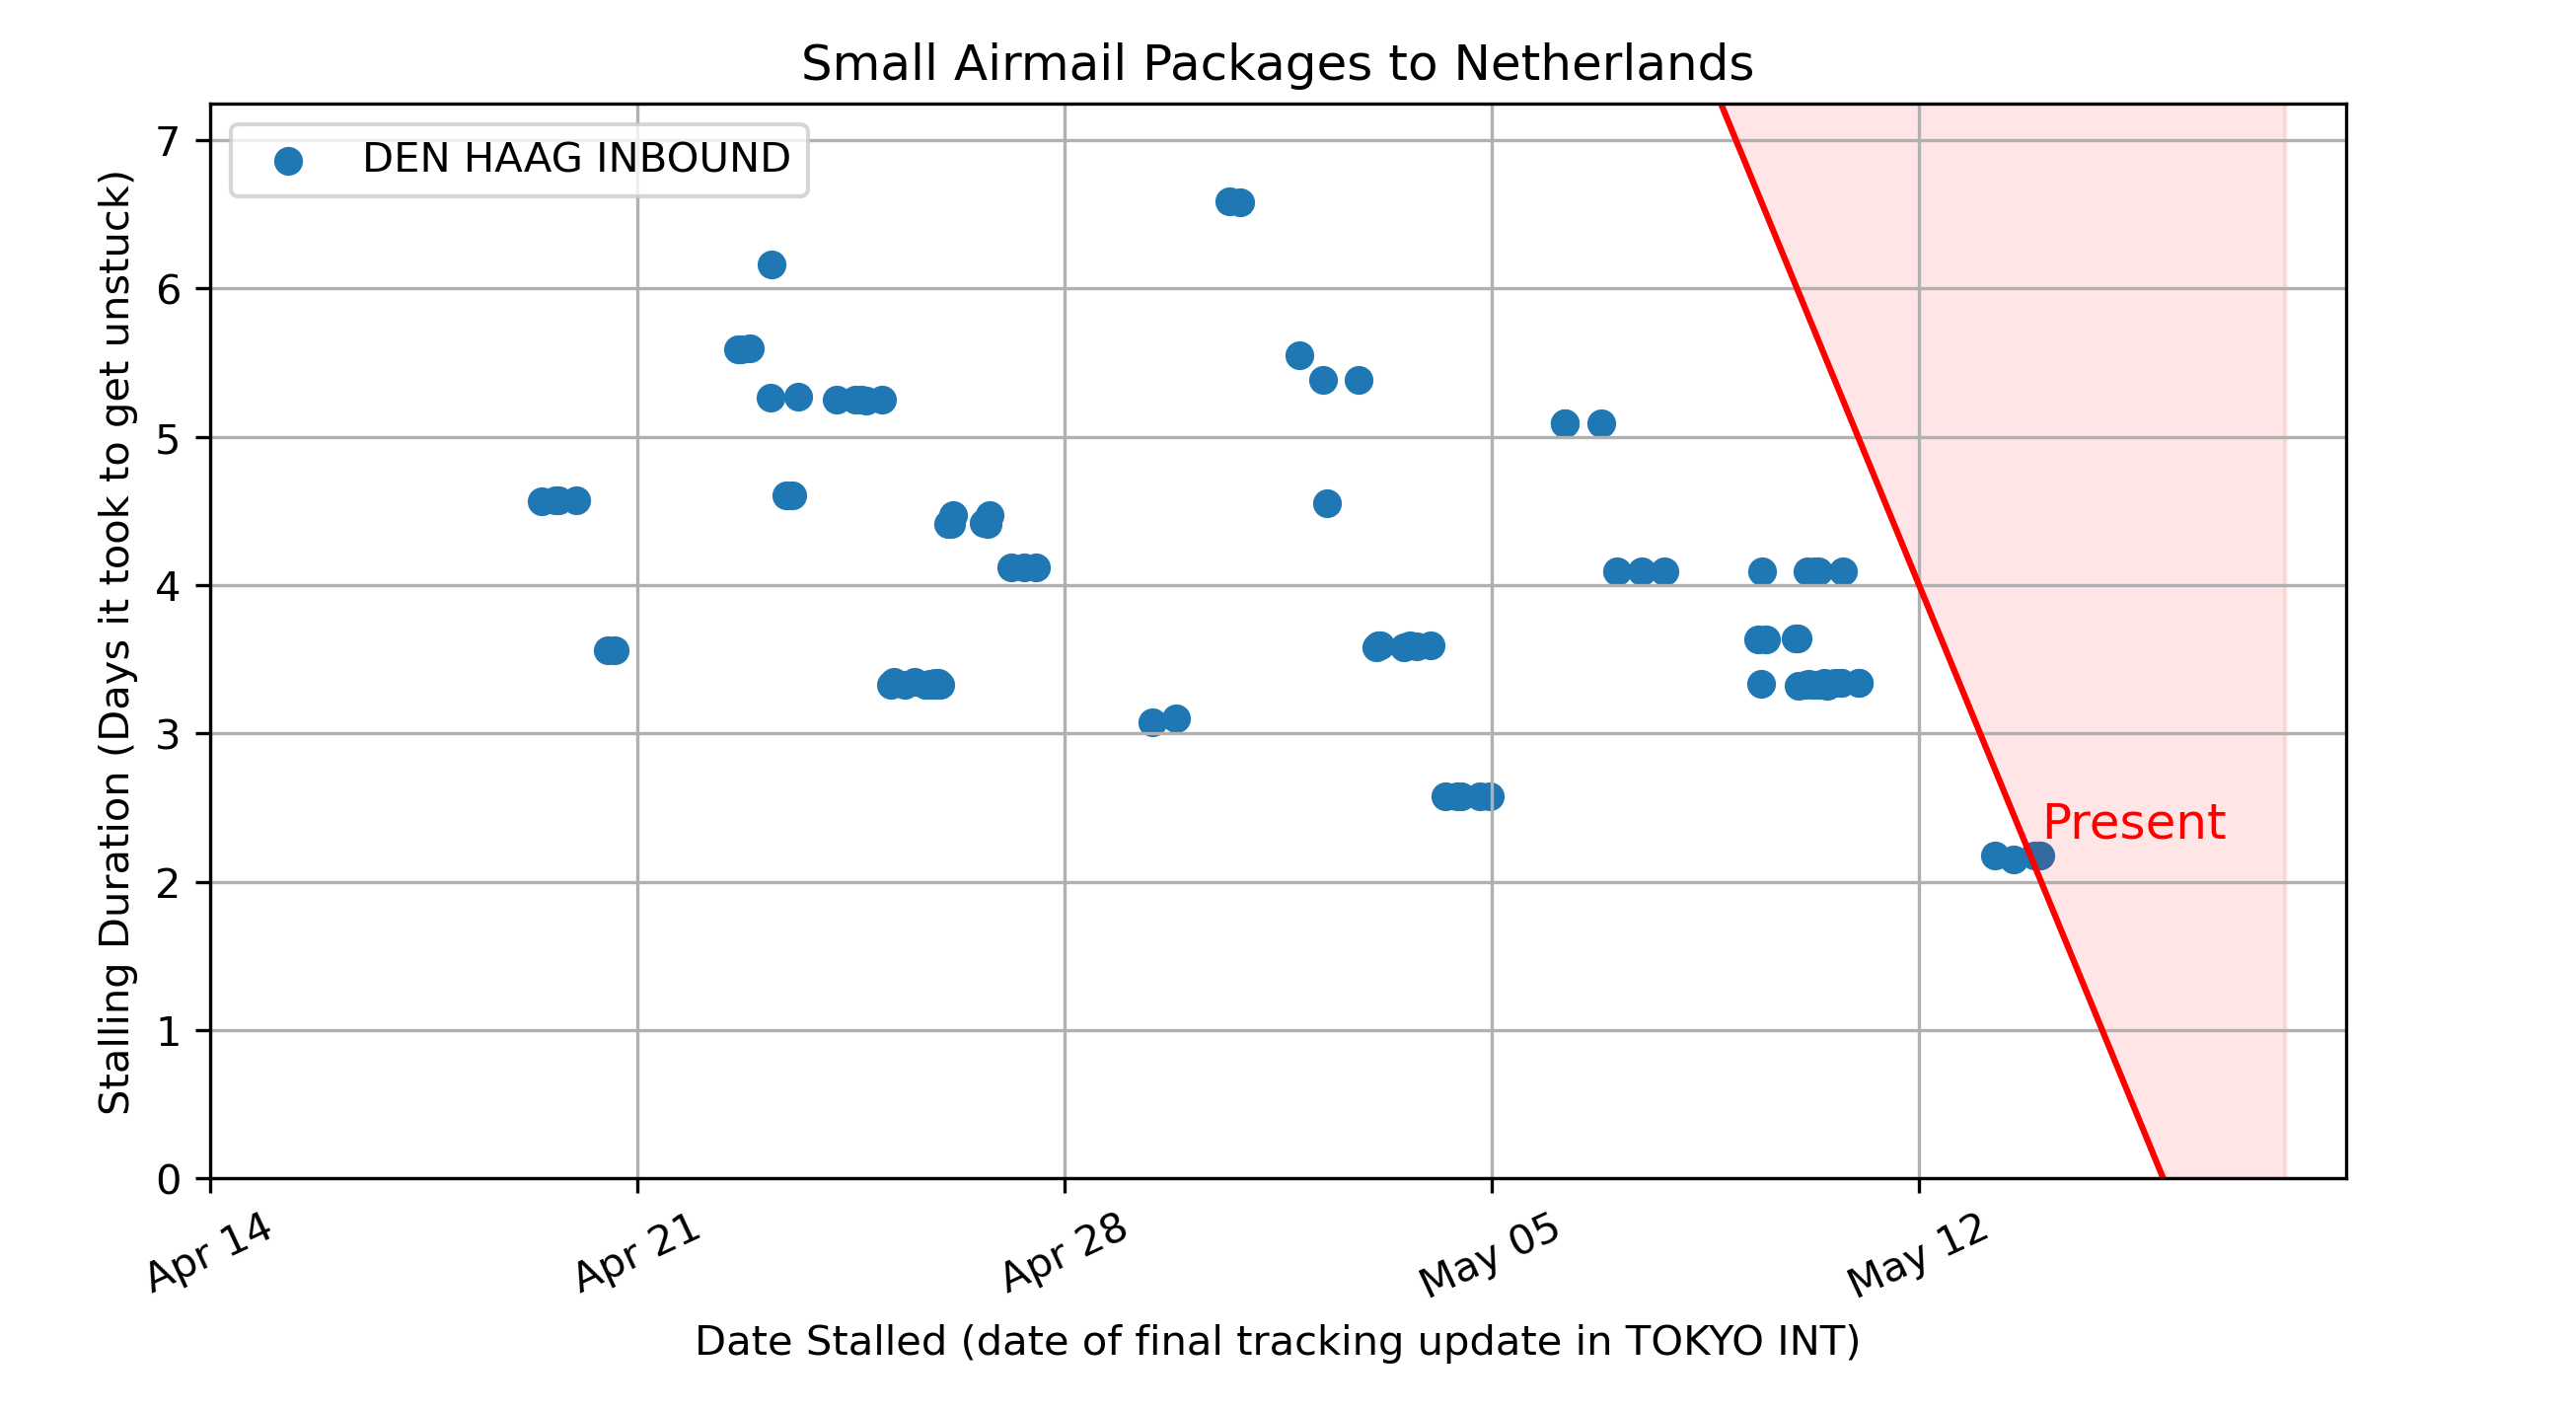 Small Airmail Packages to Netherlands
DEN HAAG INBOUND
Stalling Duration (Days it took to get unstuck)
7
6
5
4
3
2
1
0
Present
Apr 14
Apr 21
Apr 28
May 05
May 12
Date Stalled (date of final tracking update in TOKYO INT)